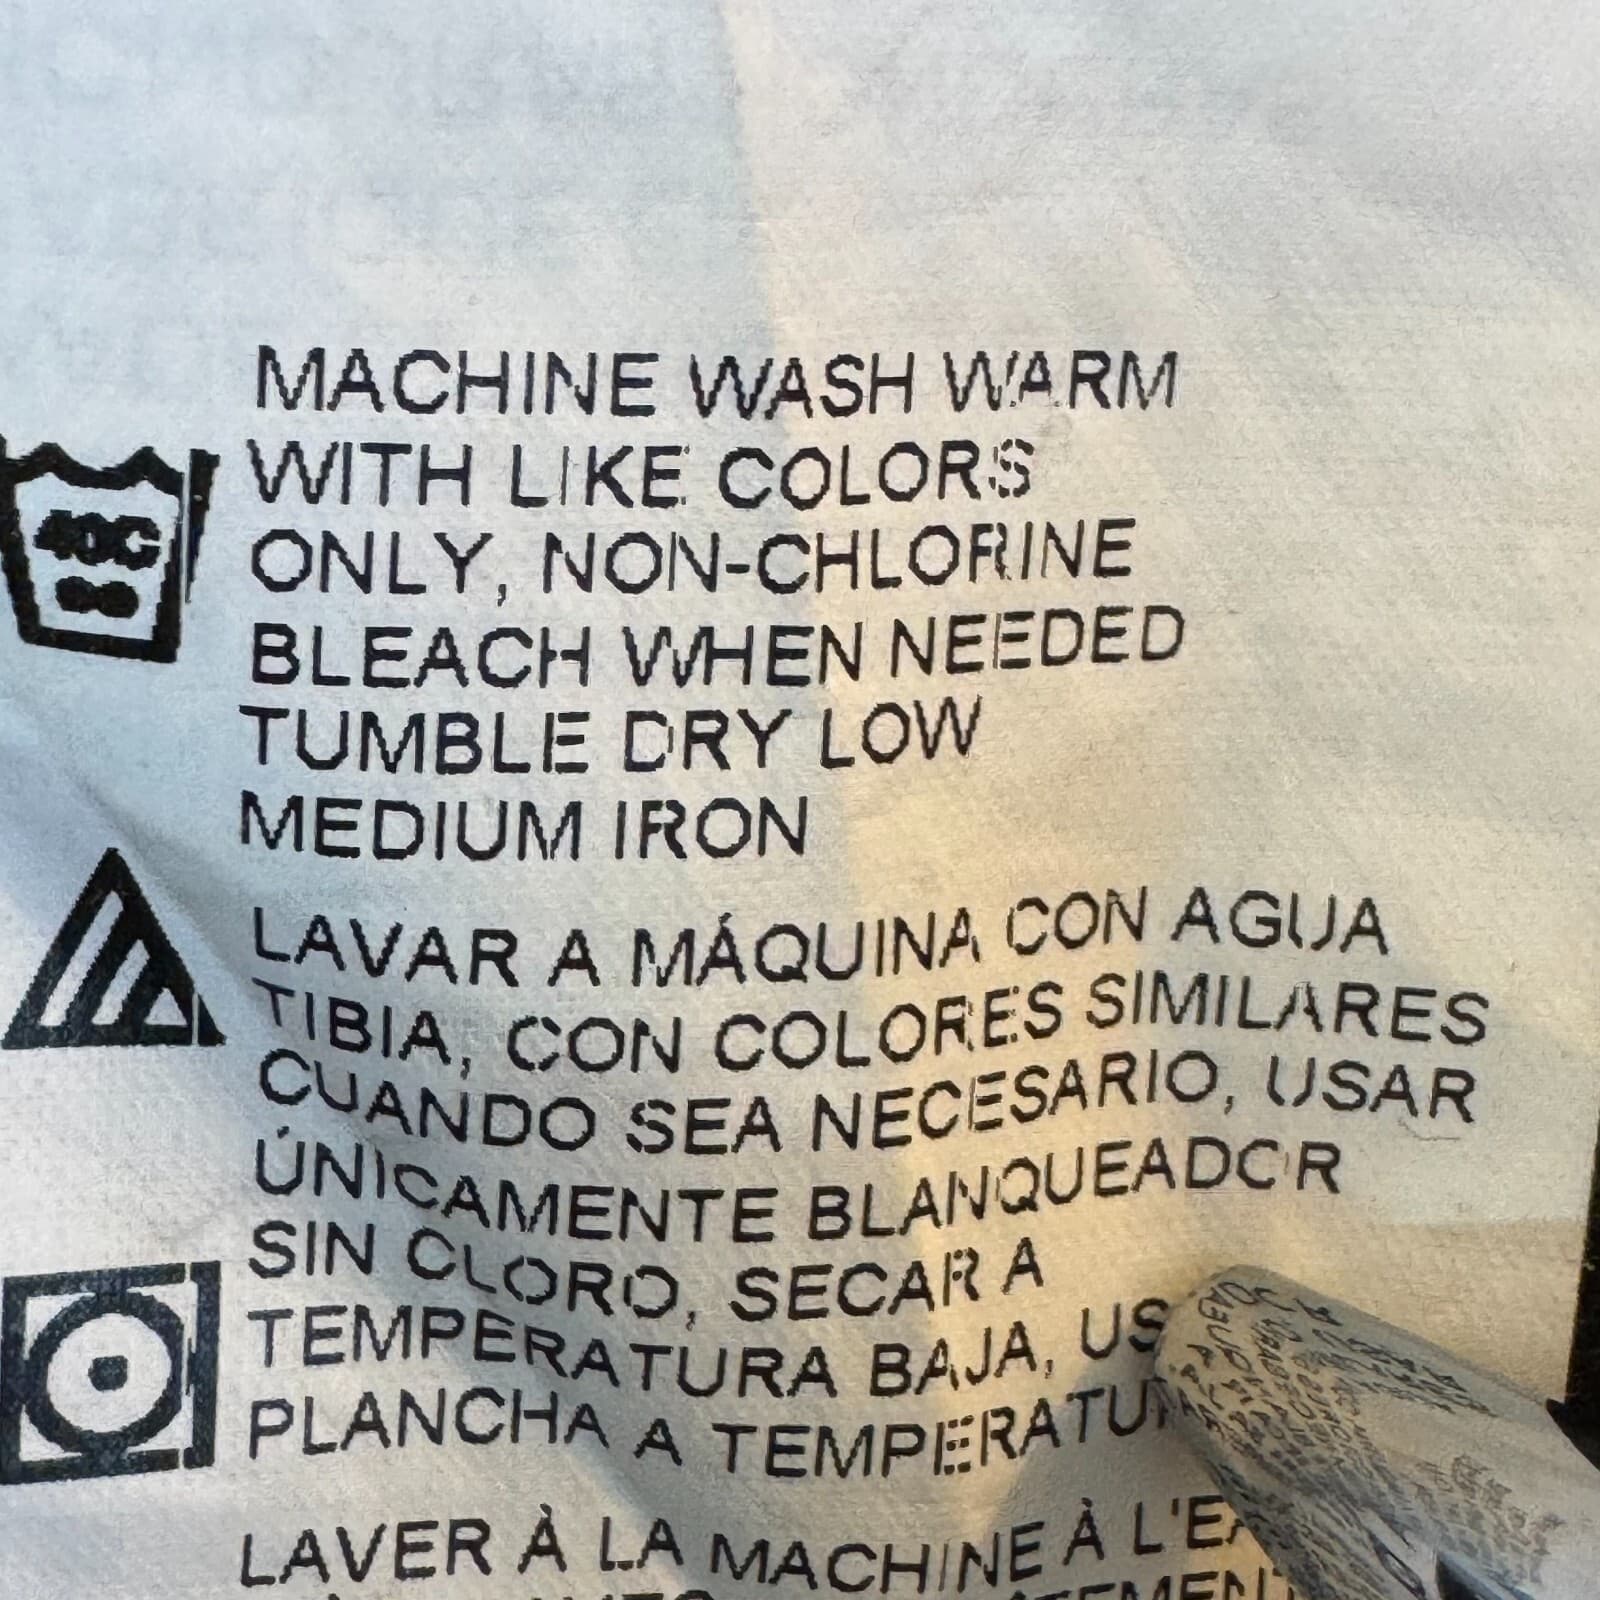 40C
MACHINE WASH WARM
WITH LIKE COLORS
ONLY, NON-CHLORINE
BLEACH WHEN NEEDED
TUMBLE DRY LOW
MEDIUM IRON
LAVAR A MÁQUINA CON AGUA
TIBIA, CON COLORES SIMILARES
CUANDO SEA NECESARIO, USAR
ÚNICAMENTE BLANQUEADOR
SIN CLORO, SECAR A
TEMPERATURA BAJA,
PLANCHA A
LAVER À LA MACHINE À